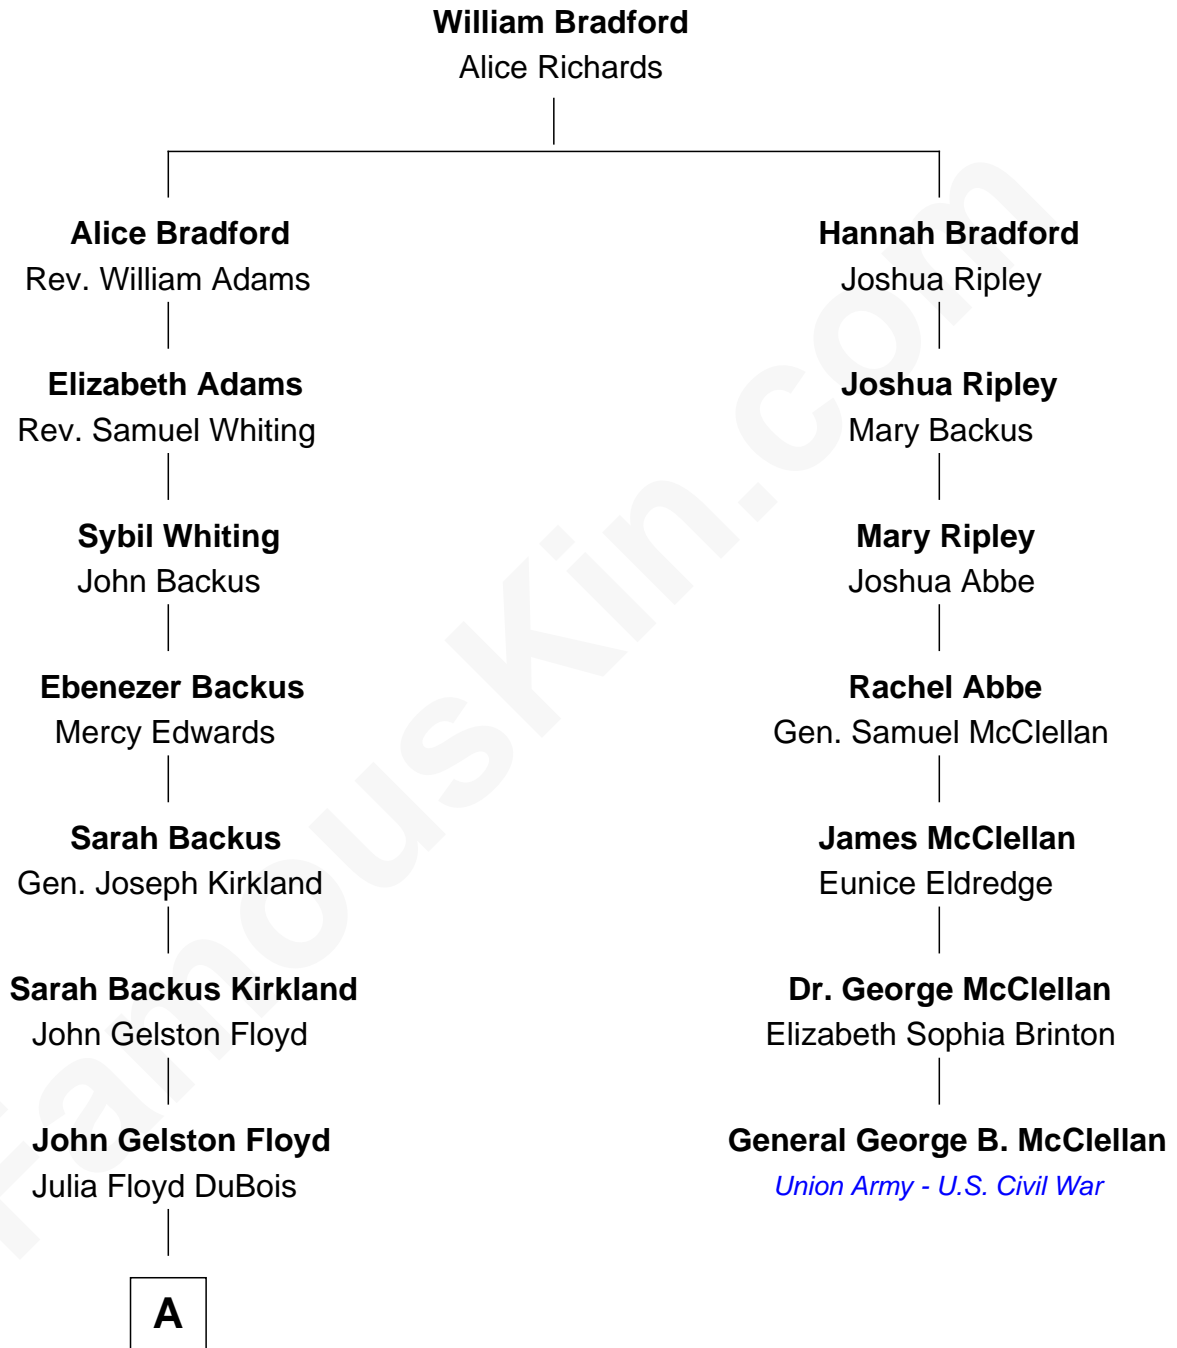 William Bradford
Alice Richards
Alice Bradford
Rev. William Adams
Hannah Bradford
Joshua Ripley
Elizabeth Adams
Rev. Samuel Whiting
Joshua Ripley
Mary Backus
Sybil Whiting
John Backus
Mary Ripley
Joshua Abbe
Ebenezer Backus
Mercy Edwards
Rachel Abbe
Gen. Samuel McClellan
Sarah Backus
Gen. Joseph Kirkland
James McClellan
Eunice Eldredge
Sarah Backus Kirkland
John Gelston Floyd
Dr. George McClellan
Elizabeth Sophia Brinton
John Gelston Floyd
Julia Floyd DuBois
General George B. McClellan
Union Army - U.S. Civil War
A
FamousKin.com